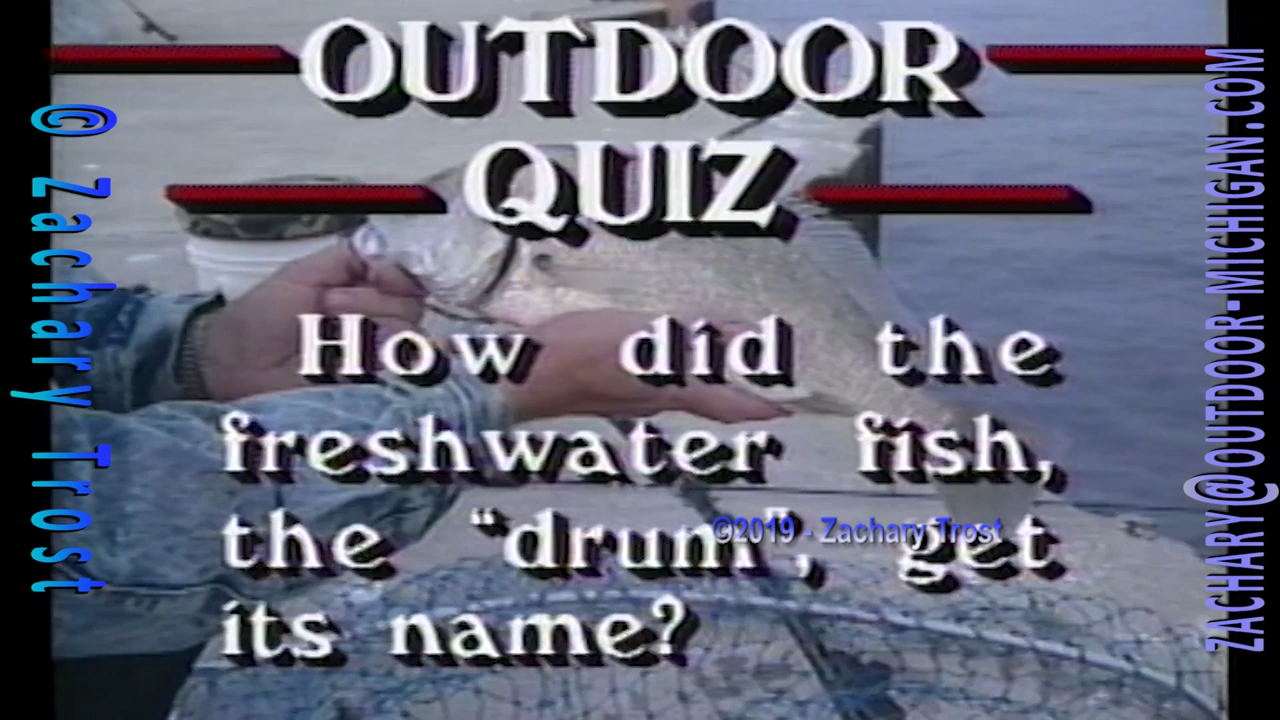 OUTDOOR
QUIZ
How did the
freshwater fish,
the “drum”, get
its name?
©2019 - Zachary Trost
© Zachary Trost
ZACHARY@OUTDOOR-MICHIGAN.COM